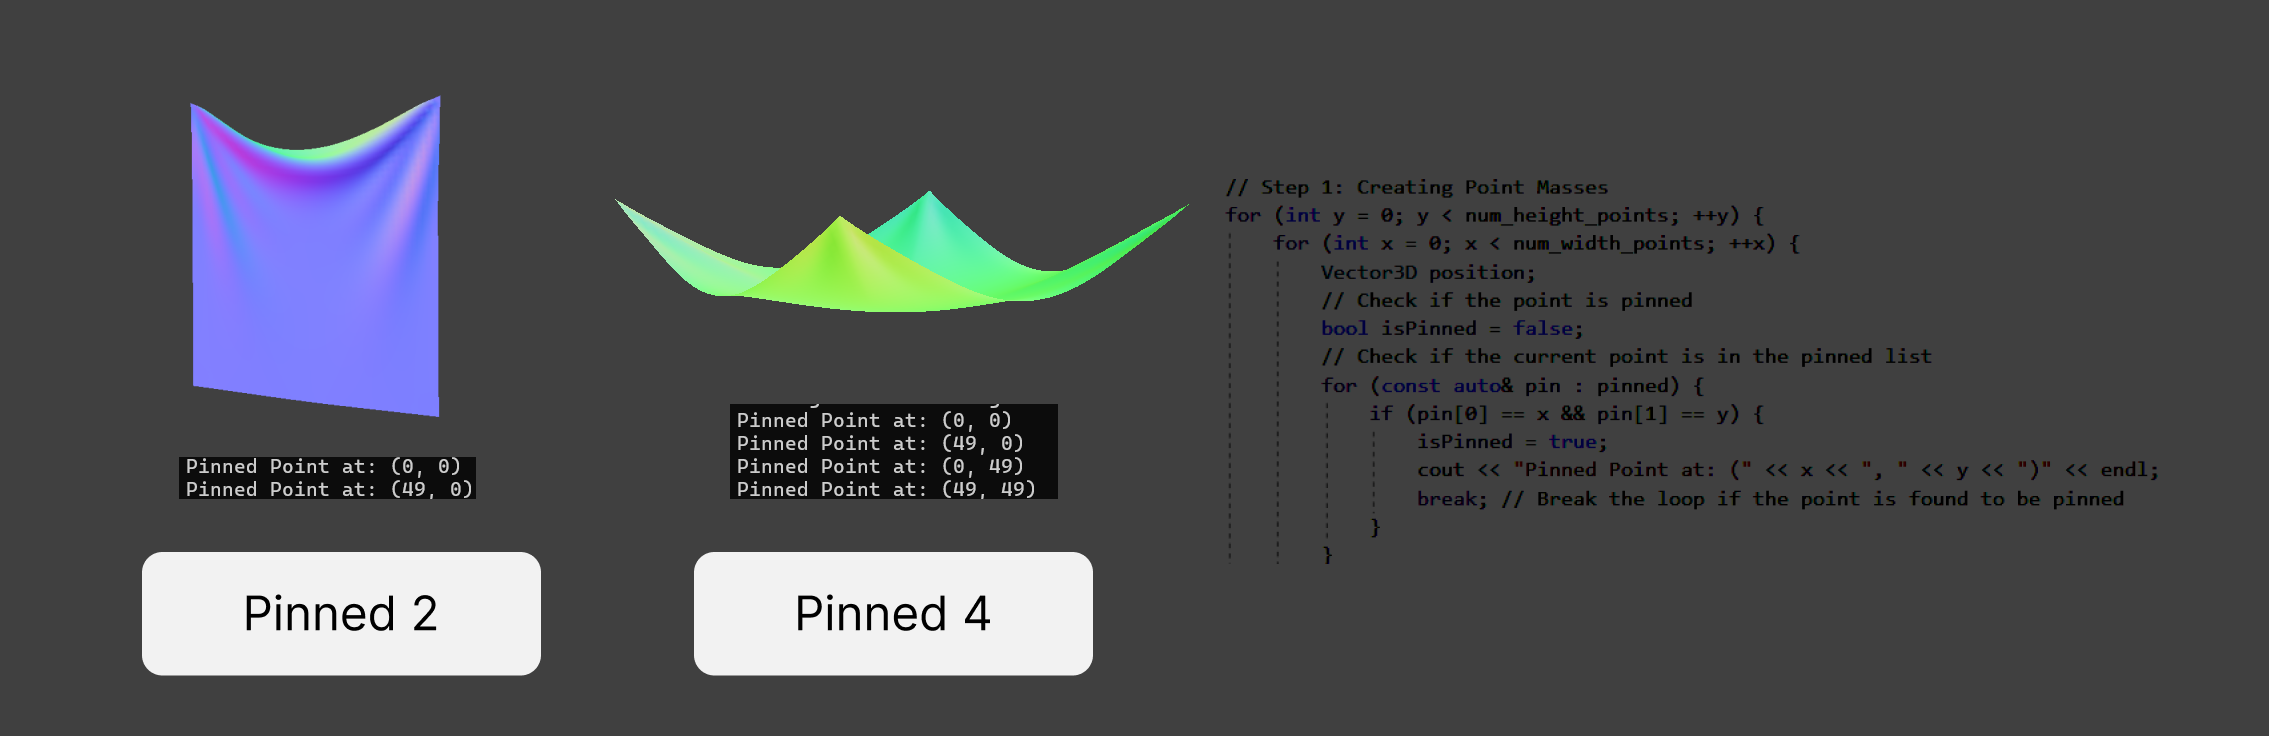 Pinned Point at: (0, 0)
Pinned Point at: (49, 0)
Pinned 2
Pinned Point at: (0, 0)
Pinned Point at: (49, 0)
Pinned Point at: (0, 49)
Pinned Point at: (49, 49)
Pinned 4
// Step 1: Creating Point Masses
for (int y = 0; y < num_height_points; ++y) {
for (int x = 0; x < num_width_points; ++x) {
Vector3D position;
// Check if the point is pinned
bool isPinned = false;
// Check if the current point is in the pinned list
for (const auto& pin : pinned) {
if (pin[0] == x && pin[1] == y) {
isPinned = true;
cout << "Pinned Point at: (" << x << ", " << y << ")" << endl;
break; // Break the loop if the point is found to be pinned
}
}